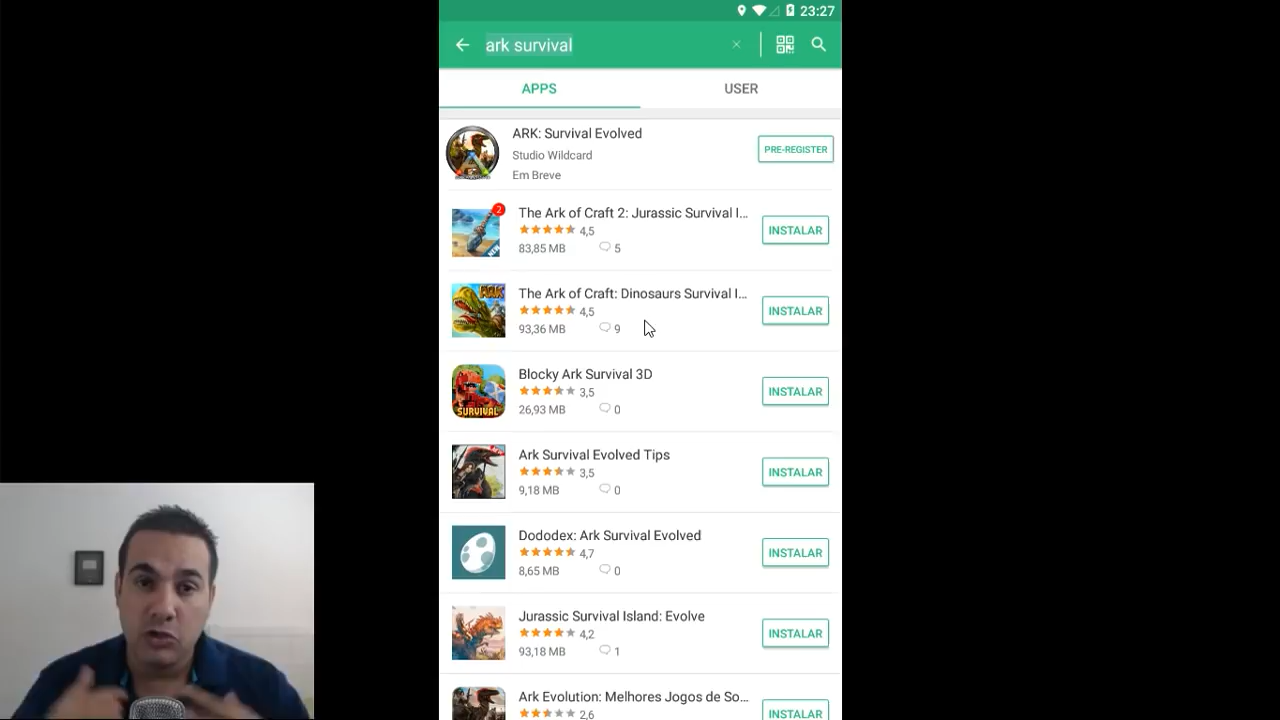 23:27
ark survival
APPS
USER
ARK: Survival Evolved
Studio Wildcard
Em Breve
PRE-REGISTER
2
The Ark of Craft 2: Jurassic Survival I...
4,5
83,85 MB
5
INSTALAR
NEW
ARK
The Ark of Craft: Dinosaurs Survival I...
4,5
93,36 MB
9
INSTALAR
SURVIVAL
Blocky Ark Survival 3D
3,5
26,93 MB
0
INSTALAR
Ark Survival Evolved Tips
3,5
9,18 MB
0
INSTALAR
Dododex: Ark Survival Evolved
4,7
8,65 MB
0
INSTALAR
Jurassic Survival Island: Evolve
4,2
93,18 MB
1
INSTALAR
Ark Evolution: Melhores Jogos de So...
2,6
INSTALAR